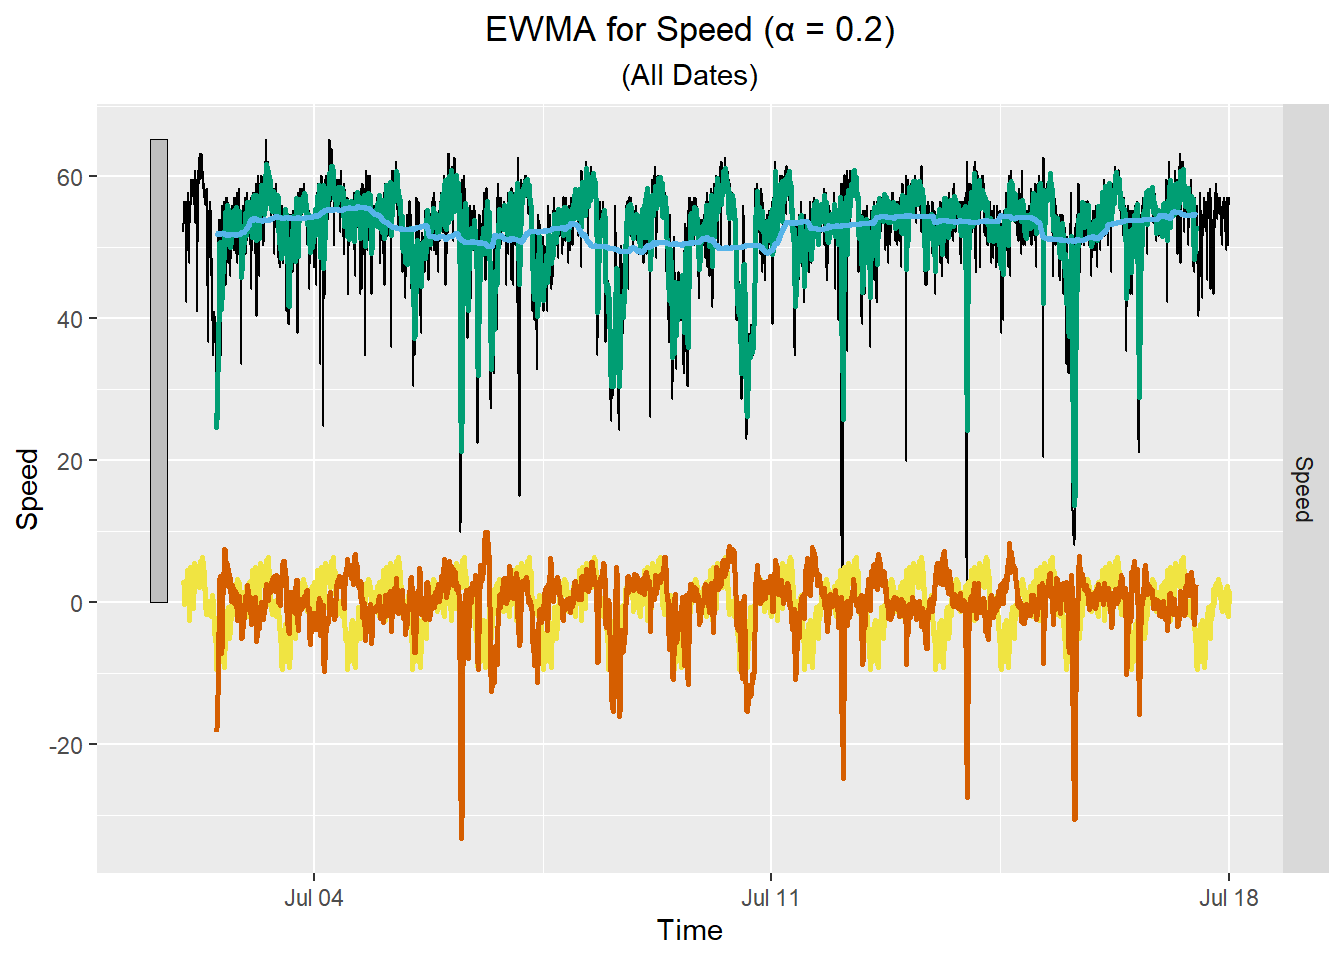 EWMA for Speed (α = 0.2)
(All Dates)
Speed
60
40
20
0
-20
Speed
Jul 04
Jul 11
Jul 18
Time